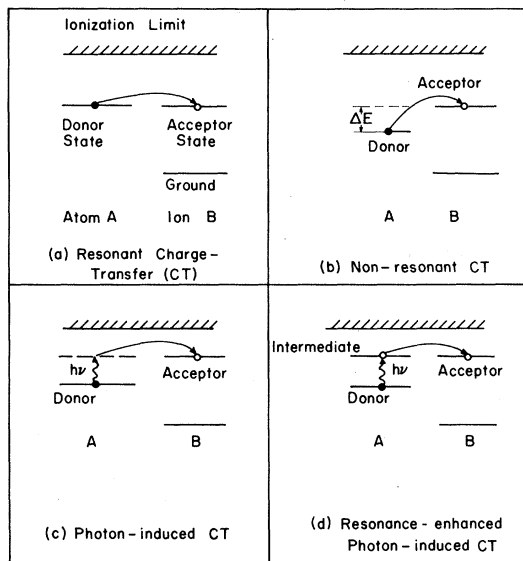 Ionization Limit
Donor
State
Acceptor
State
Ground
Atom A
Ion B
(a) Resonant Charge-
Transfer (CT)
Acceptor
ΔE
Donor
A
B
(b) Non-resonant CT
hν
Acceptor
Donor
A
B
(c) Photon-induced CT
Intermediate
hν
Acceptor
Donor
A
B
(d) Resonance-enhanced
Photon-induced CT